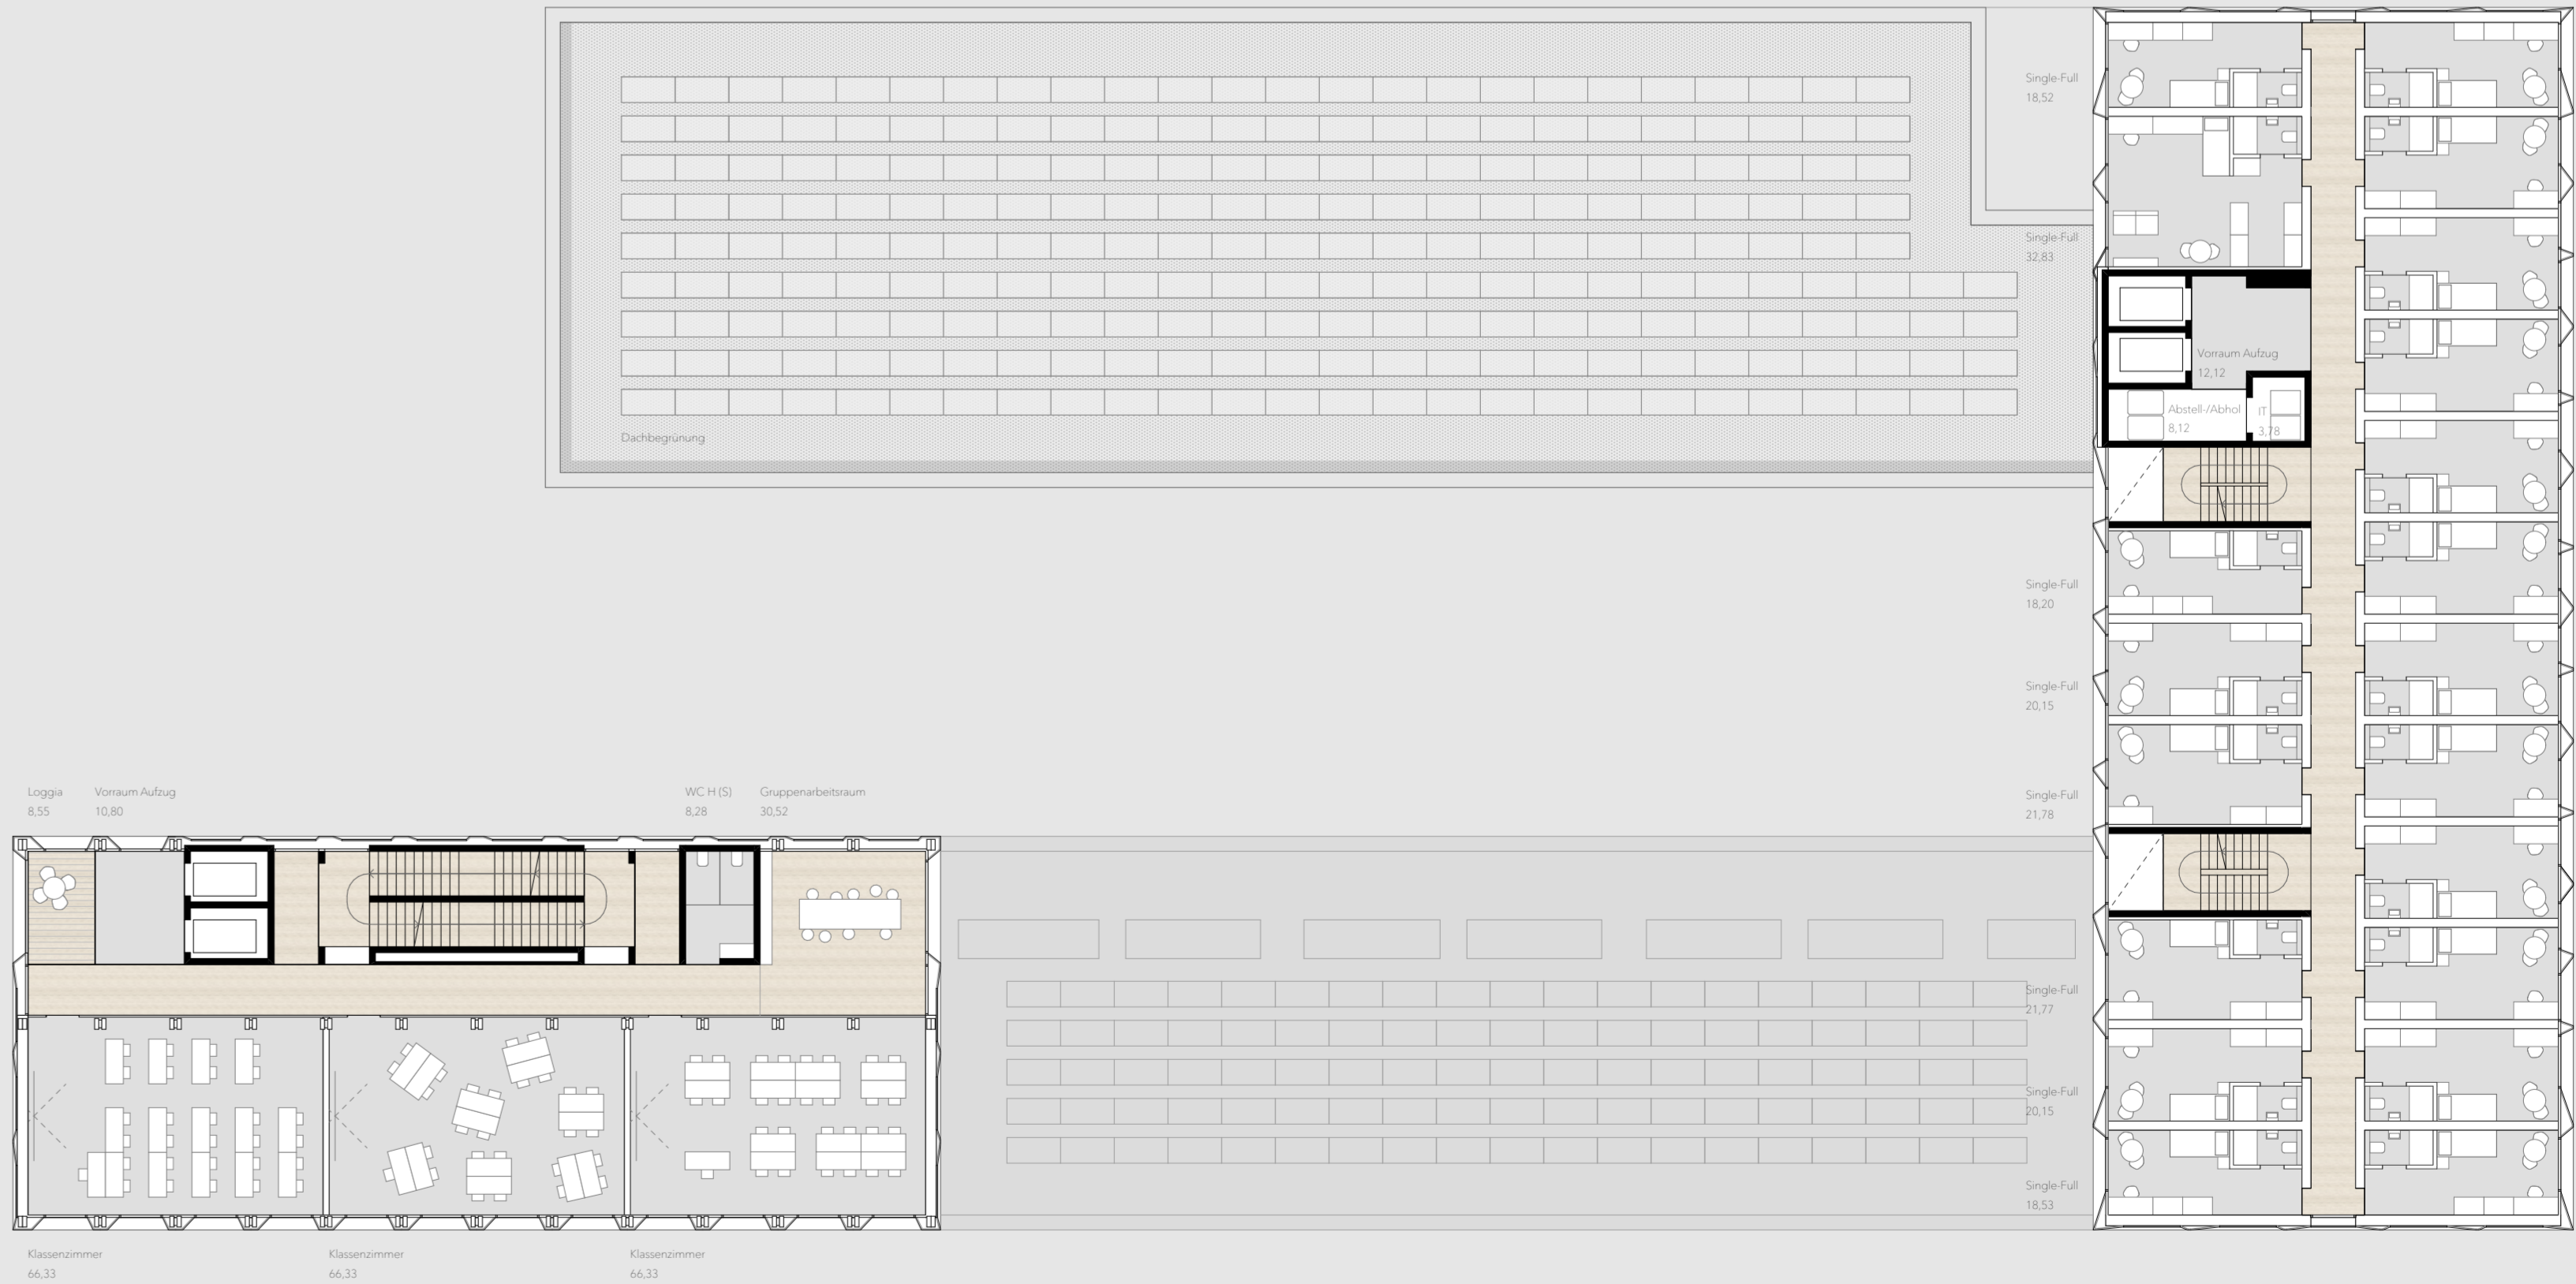 Single-Full
18,52
Single-Full
32,83
Vorraum Aufzug
12,12
Abstell-/Abhol
8,12
IT
3,78
Dachbegrünung
Single-Full
18,20
Single-Full
20,15
Single-Full
21,78
Loggia
8,55
Vorraum Aufzug
10,80
WC H (S)
8,28
Gruppenarbeitsraum
30,52
Single-Full
21,77
Single-Full
20,15
Single-Full
18,53
Klassenzimmer
66,33
Klassenzimmer
66,33
Klassenzimmer
66,33